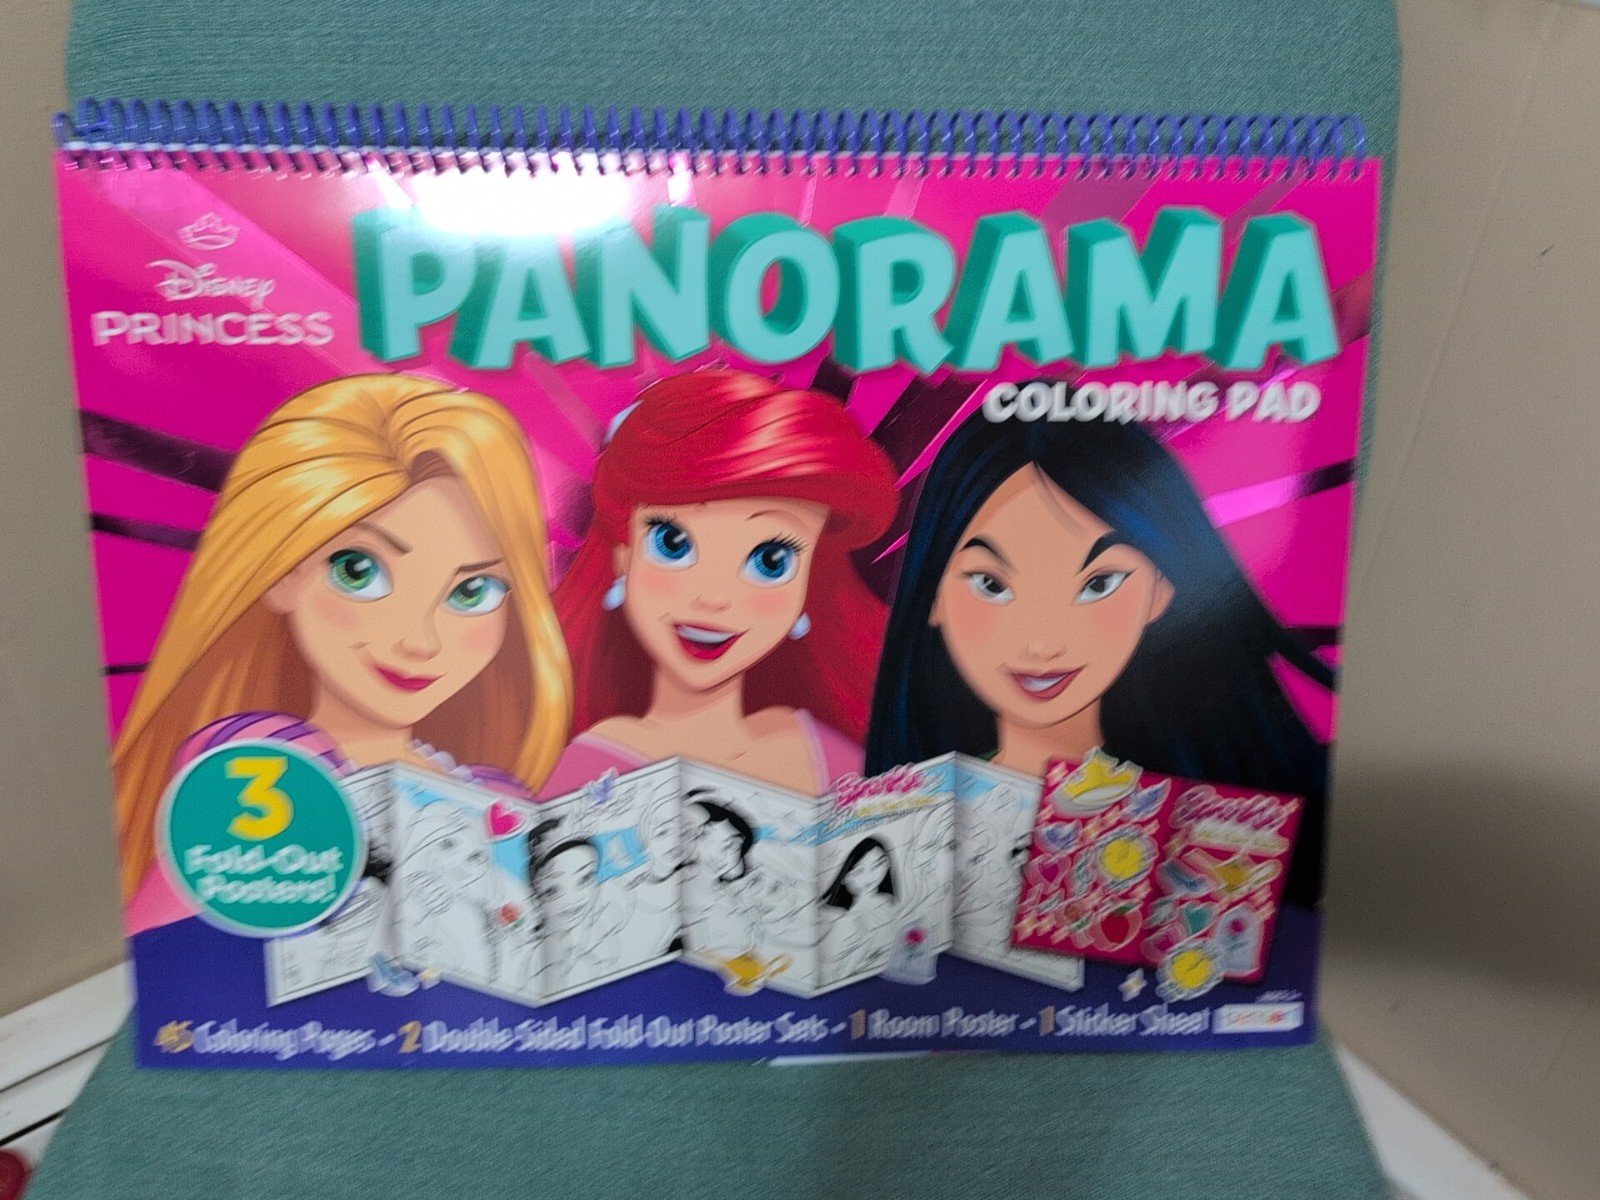 Disney
PRINCESS
PANORAMA
COLORING PAD
3
Fold-Out
Posters!
45 Coloring Pages - 2 Double-Sided Fold-Out Poster Sets - 1 Room Poster - 1 Sticker Sheet